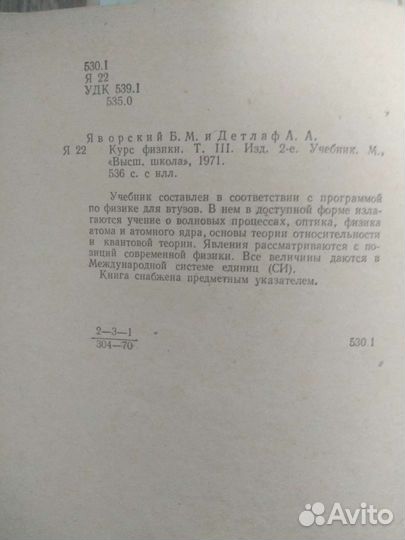 530.1
Я 22
УДК 539.1
535.0
Яворский Б. М. и Детлаф А. А.
Я 22 Курс физики. Т. III. Изд. 2-е. Учебник. М.,
«Высш. школа», 1971.
536 с. с илл.
Учебник составлен в соответствии с программой
по физике для втузов. В нем в доступной форме изла-
гаются учение о волновых процессах, оптика, физика
атома и атомного ядра, основы теории относительности
и квантовой теории. Явления рассматриваются с по-
зиций современной физики. Все величины даются в
Международной системе единиц (СИ).
Книга снабжена предметным указателем.
2—3—1
304—70
530.1
Avito